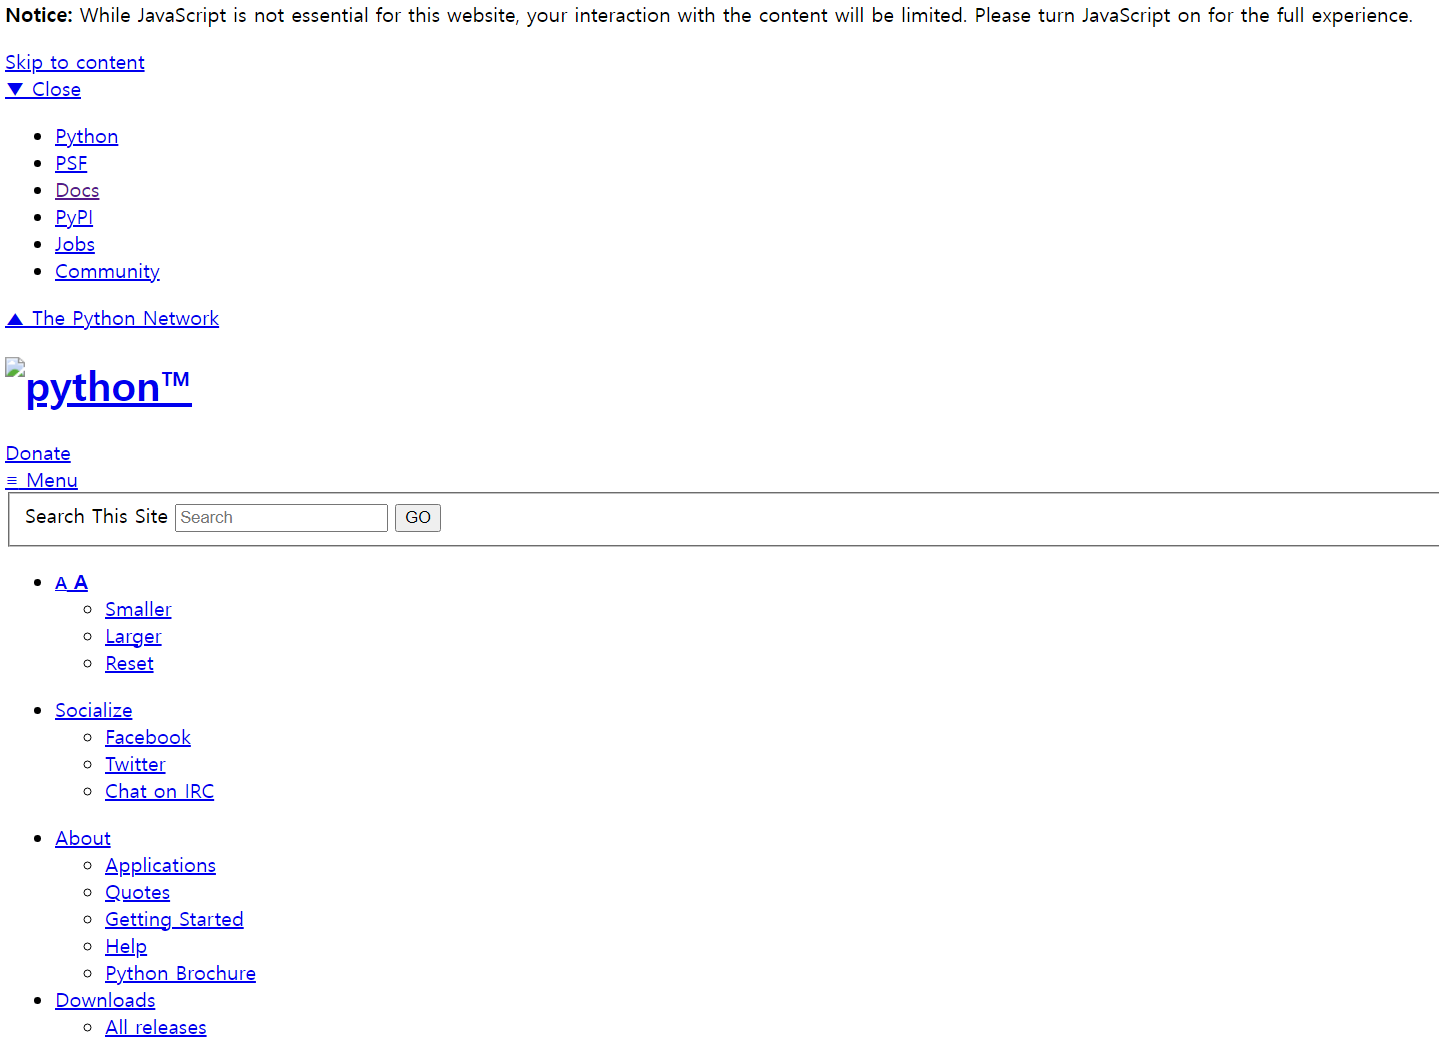 Notice: While JavaScript is not essential for this website, your interaction with the content will be limited. Please turn JavaScript on for the full experience.
Skip to content
▼ Close
Python
PSF
Docs
PyPI
Jobs
Community
▲ The Python Network
python™
Donate
≡ Menu
Search This Site Search GO
A A
Smaller
Larger
Reset
Socialize
Facebook
Twitter
Chat on IRC
About
Applications
Quotes
Getting Started
Help
Python Brochure
Downloads
All releases